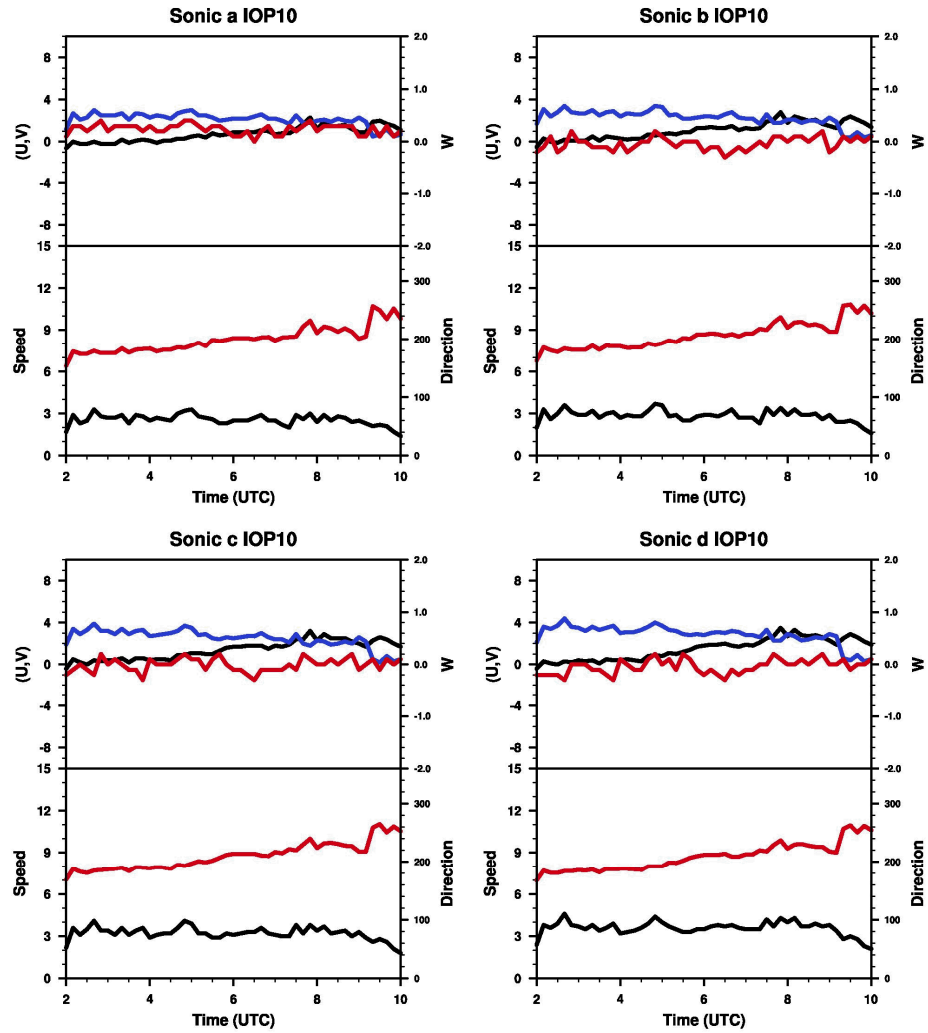 Sonic a IOP10
8
4
0
-4
-8
(U,V)
2.0
1.0
0.0
-1.0
-2.0
W
15
12
9
6
3
0
Speed
300
200
100
0
Direction
2 4 6 8 10
Time (UTC)
Sonic b IOP10
8
4
0
-4
-8
(U,V)
2.0
1.0
0.0
-1.0
-2.0
W
15
12
9
6
3
0
Speed
300
200
100
0
Direction
2 4 6 8 10
Time (UTC)
Sonic c IOP10
8
4
0
-4
-8
(U,V)
2.0
1.0
0.0
-1.0
-2.0
W
15
12
9
6
3
0
Speed
300
200
100
0
Direction
2 4 6 8 10
Time (UTC)
Sonic d IOP10
8
4
0
-4
-8
(U,V)
2.0
1.0
0.0
-1.0
-2.0
W
15
12
9
6
3
0
Speed
300
200
100
0
Direction
2 4 6 8 10
Time (UTC)